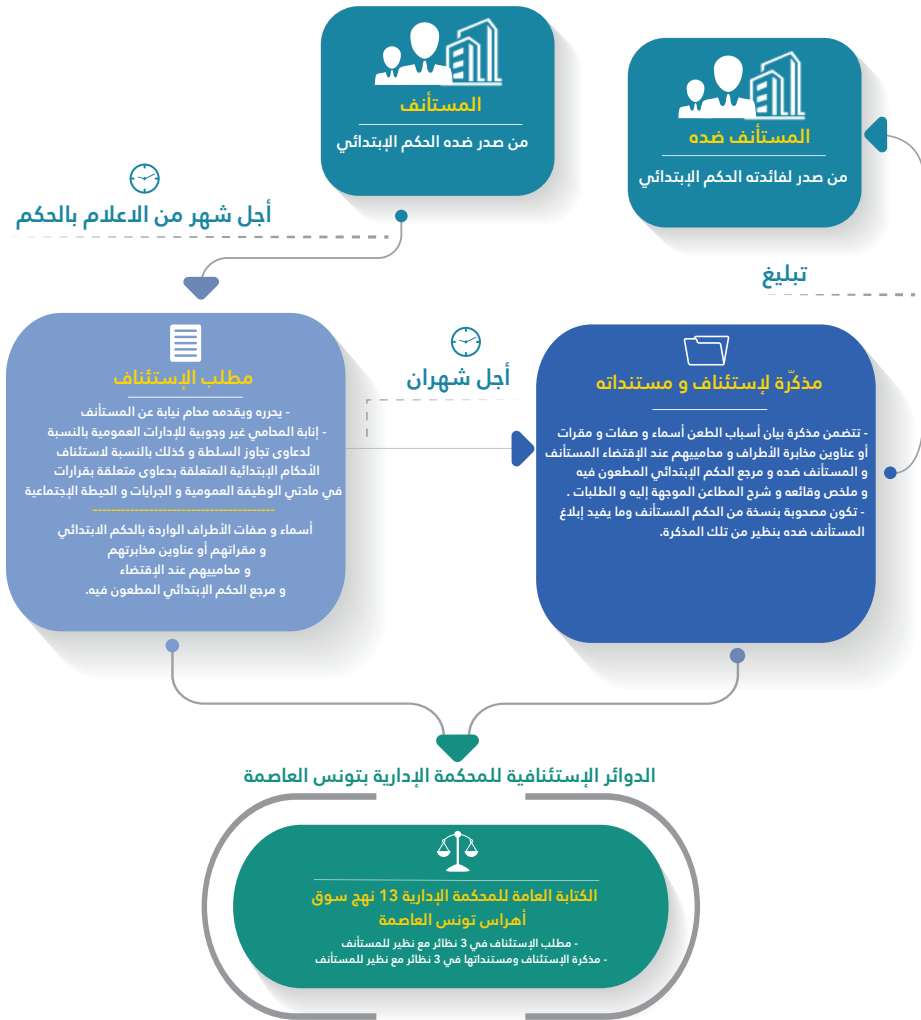 المستأنف
من صدر ضده الحكم الإبتدائي
المستأنف ضده
من صدر لفائدته الحكم الإبتدائي
أجل شهر من الاعلام بالحكم
تبليغ
مطلب الإستئناف
- يحرره ويقدمه محام نيابة عن المستأنف
- إنابة المحامي غير وجوبية للإدارات العمومية بالنسبة
لدعاوى تجاوز السلطة و كذلك بالنسبة لاستئناف
الأحكام الإبتدائية المتعلقة بدعاوى متعلقة بقرارات
في مادتي الوظيفة العمومية و الجرايات و الحيطة الإجتماعية
----------------------------------------
أسماء و صفات الأطراف الواردة بالحكم الابتدائي
و مقراتهم أو عناوين مخابرتهم
و محامييهم عند الإقتضاء
و مرجع الحكم الإبتدائي المطعون فيه.
أجل شهران
مذكّرة لإستئناف و مستنداته
- تتضمن مذكرة بيان أسباب الطعن أسماء و صفات و مقرات
أو عناوين مخابرة الأطراف و محامييهم عند الإقتضاء المستأنف
و المستأنف ضده و مرجع الحكم الإبتدائي المطعون فيه
و ملخص وقائعه و شرح المطاعن الموجهة إليه و الطلبات .
- تكون مصحوبة بنسخة من الحكم المستأنف وما يفيد إبلاغ
المستأنف ضده بنظير من تلك المذكرة.
الدوائر الإستئنافية للمحكمة الإدارية بتونس العاصمة
الكتابة العامة للمحكمة الإدارية 13 نهج سوق
أهراس تونس العاصمة
- مطلب الإستئناف في 3 نظائر مع نظير للمستأنف
- مذكرة الإستئناف ومستنداتها في 3 نظائر مع نظير للمستأنف